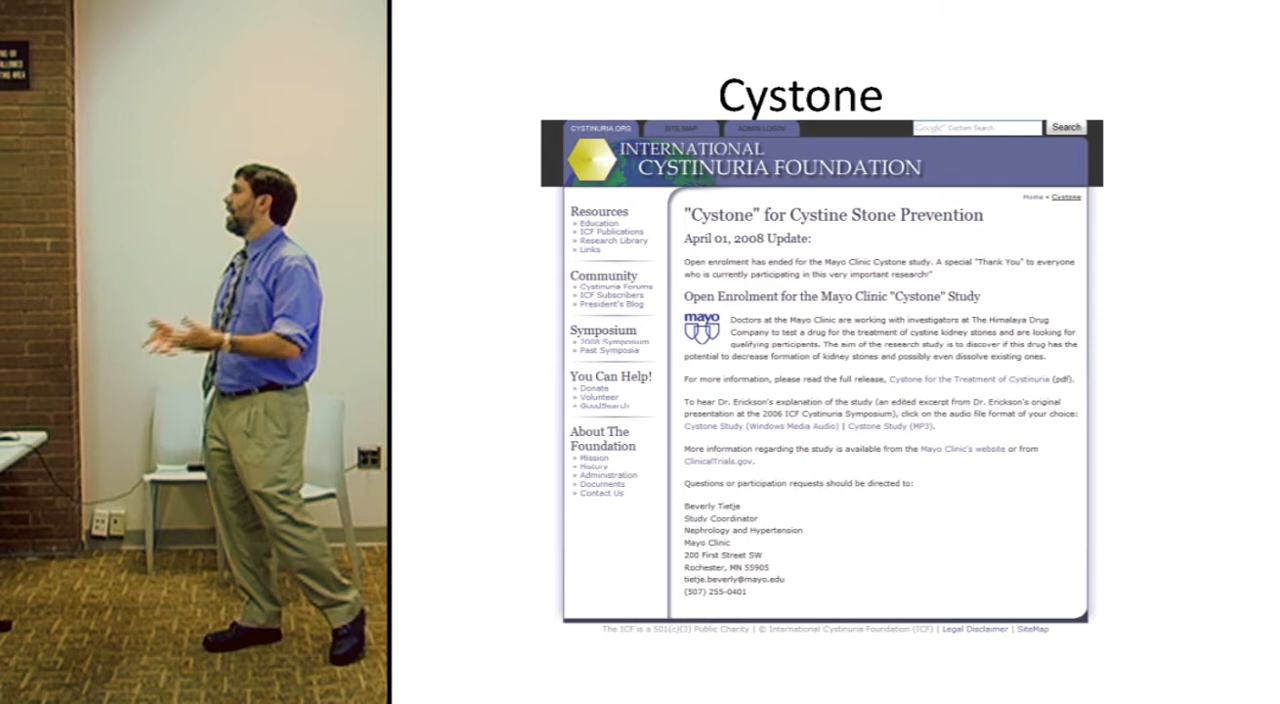 Cystone
CYSTINURIA.ORG SITE MAP ADMIN LOGIN
Google Custom Search Search
INTERNATIONAL
CYSTINURIA FOUNDATION
Home » Cystone
Resources
» Education
» ICF Publications
» Research Library
» Links
Community
» Cystinuria Forums
» ICF Subscribers
» President's Blog
Symposium
» 2008 Symposium
» Past Symposia
You Can Help!
» Donate
» Volunteer
» GoodSearch
About The
Foundation
» Mission
» History
» Administration
» Documents
» Contact Us
"Cystone" for Cystine Stone Prevention
April 01, 2008 Update:
Open enrolment has ended for the Mayo Clinic Cystone study. A special "Thank You" to everyone
who is currently participating in this very important research!"
Open Enrolment for the Mayo Clinic "Cystone" Study
mayo
Doctors at the Mayo Clinic are working with investigators at The Himalaya Drug
Company to test a drug for the treatment of cystine kidney stones and are looking for
qualifying participants. The aim of the research study is to discover if this drug has the
potential to decrease formation of kidney stones and possibly even dissolve existing ones.
For more information, please read the full release, Cystone for the Treatment of Cystinuria (pdf).
To hear Dr. Erickson's explanation of the study (an edited excerpt from Dr. Erickson's original
presentation at the 2006 ICF Cystinuria Symposium), click on the audio file format of your choice:
Cystone Study (Windows Media Audio) | Cystone Study (MP3).
More information regarding the study is available from the Mayo Clinic's website or from
ClinicalTrials.gov.
Questions or participation requests should be directed to:
Beverly Tietje
Study Coordinator
Nephrology and Hypertension
Mayo Clinic
200 First Street SW
Rochester, MN 55905
tietje.beverly@mayo.edu
(507) 255-0401
The ICF is a 501(c)(3) Public Charity | © International Cystinuria Foundation (ICF) | Legal Disclaimer | SiteMap